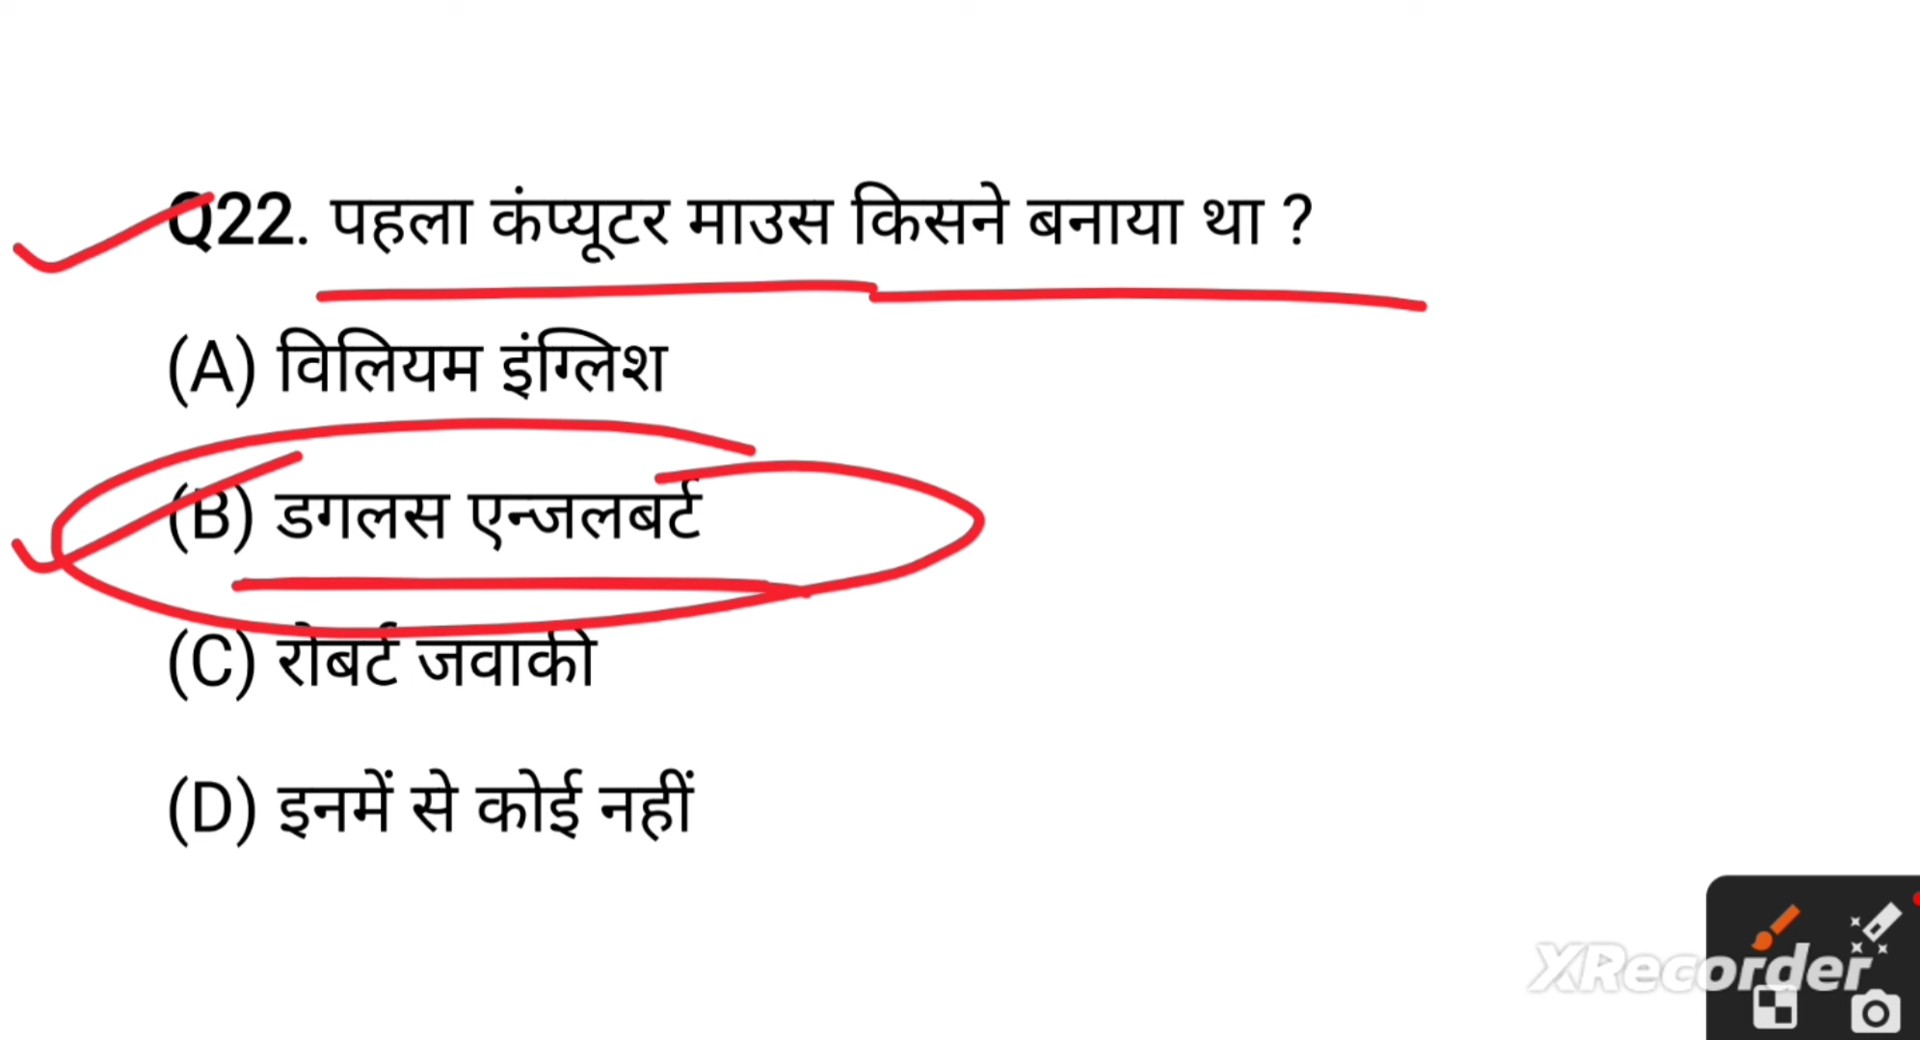 Q22. पहला कंप्यूटर माउस किसने बनाया था ?
(A) विलियम इंग्लिश
(B) डगलस एन्जलबर्ट
(C) रोबर्ट जवाकी
(D) इनमें से कोई नहीं
XRecorder